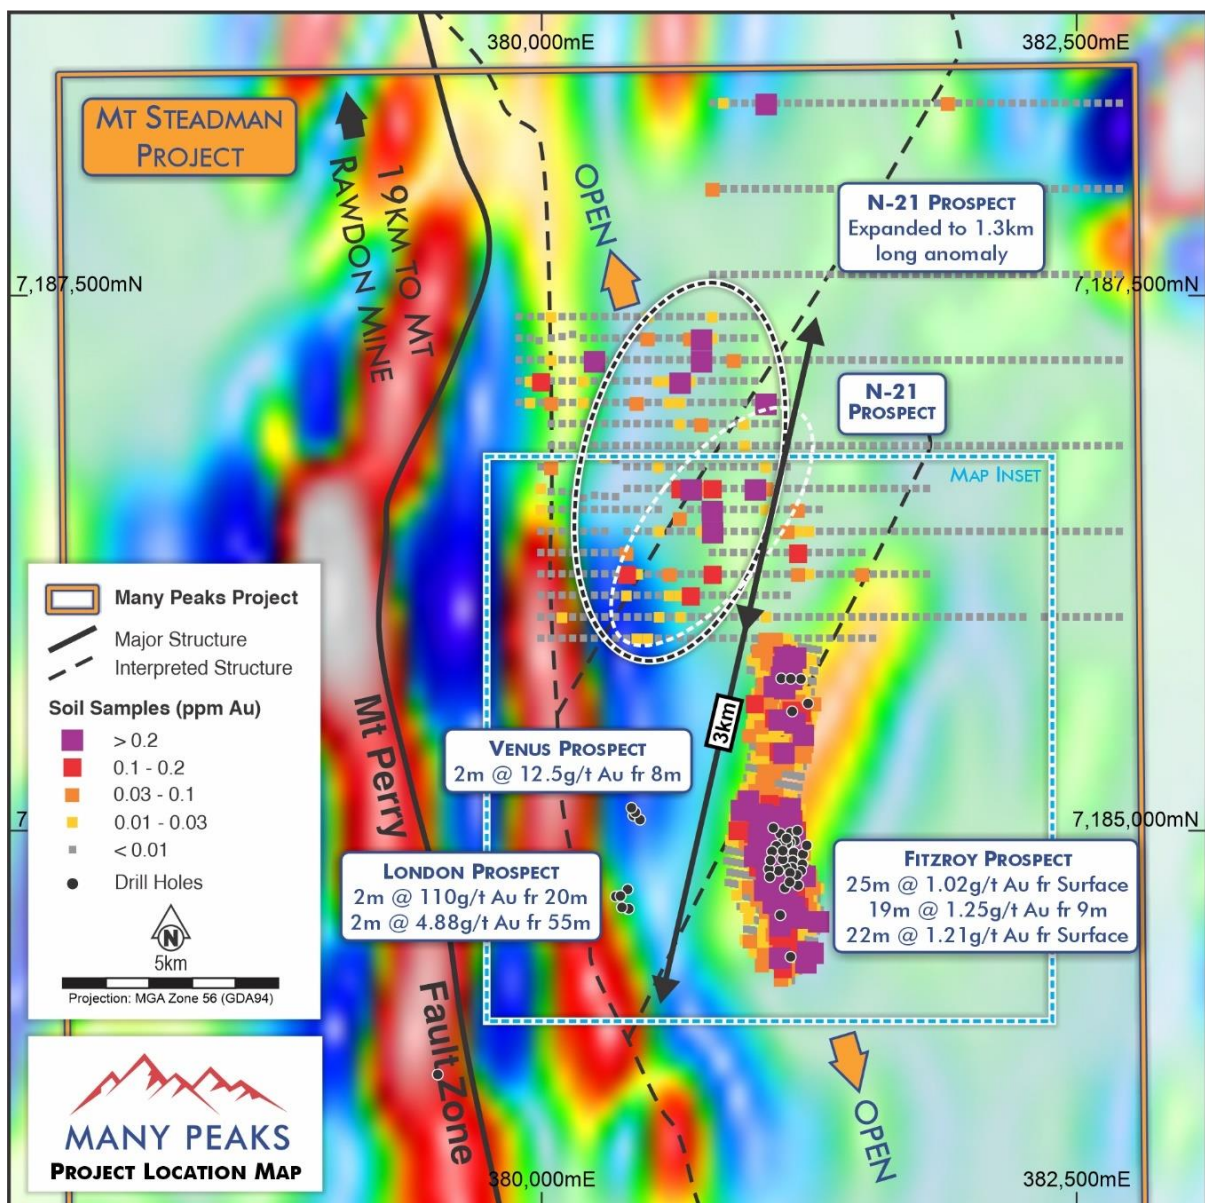 380,000mE
382,500mE
MT STEADMAN
PROJECT
19KM TO MT
RAWDON MINE
OPEN
N-21 PROSPECT
Expanded to 1.3km
long anomaly
7,187,500mN
7,187,500mN
N-21
PROSPECT
MAP INSET
Many Peaks Project
Major Structure
Interpreted Structure
Soil Samples (ppm Au)
> 0.2
0.1 - 0.2
0.03 - 0.1
0.01 - 0.03
< 0.01
Drill Holes
N
5km
Projection: MGA Zone 56 (GDA94)
3km
Mt Perry
Fault Zone
VENUS PROSPECT
2m @ 12.5g/t Au fr 8m
7
7,185,000mN
LONDON PROSPECT
2m @ 110g/t Au fr 20m
2m @ 4.88g/t Au fr 55m
FITZROY PROSPECT
25m @ 1.02g/t Au fr Surface
19m @ 1.25g/t Au fr 9m
22m @ 1.21g/t Au fr Surface
OPEN
MANY PEAKS
PROJECT LOCATION MAP
380,000mE
382,500mE